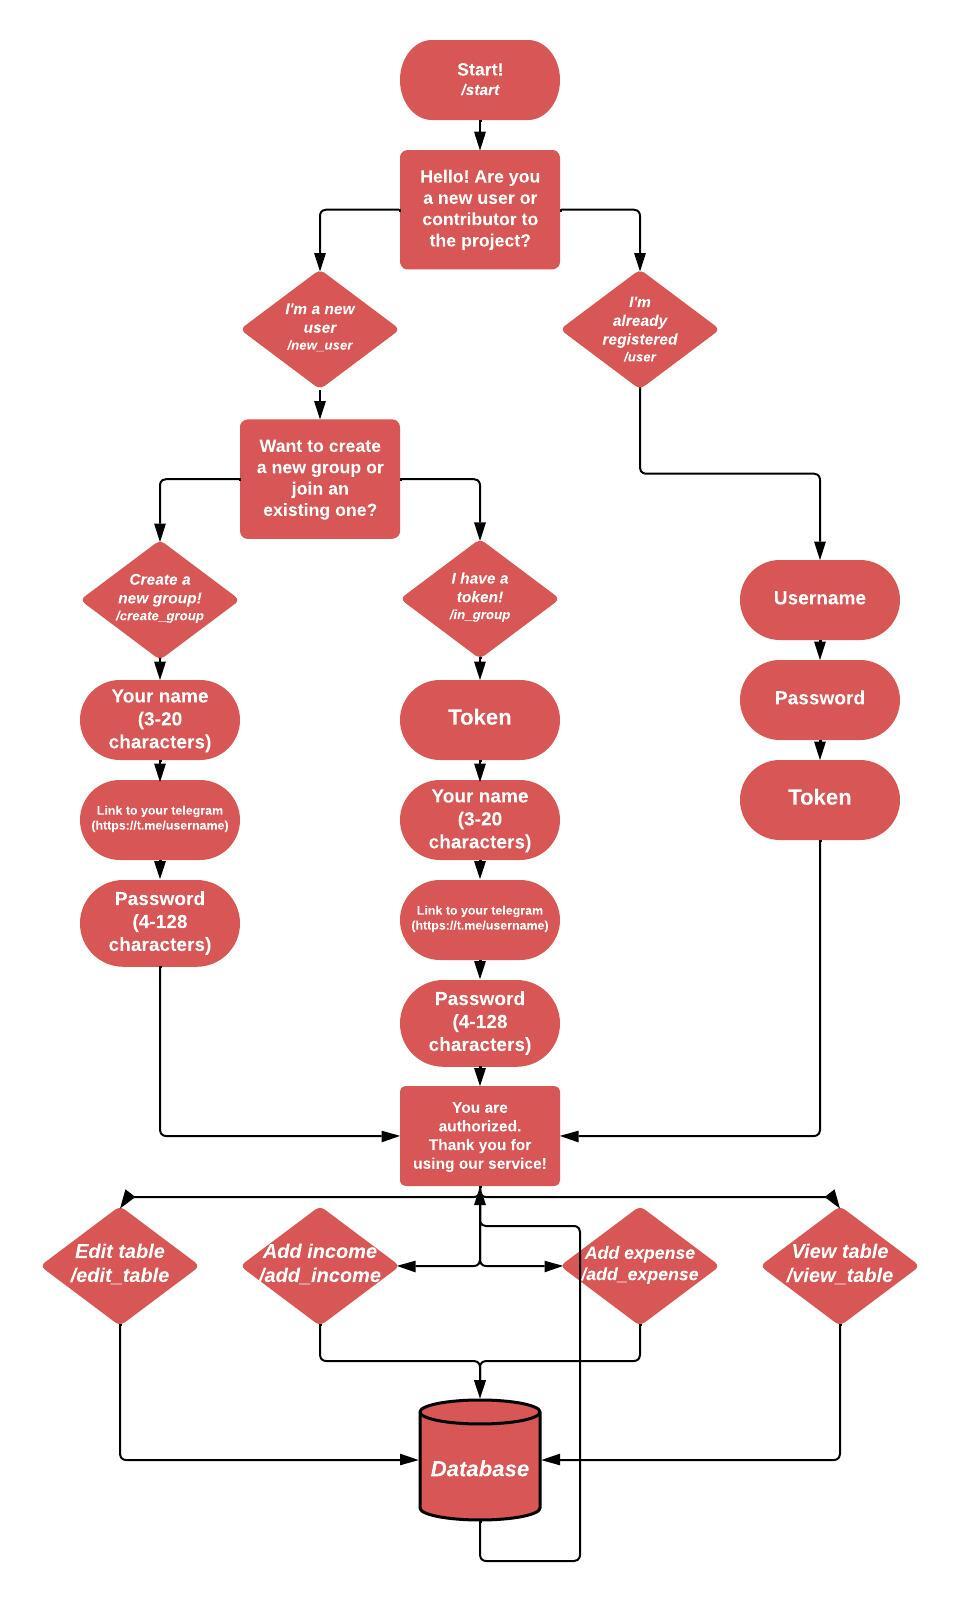 Start!
/start
Hello! Are you
a new user or
contributor to
the project?
I'm a new
user
/new_user
I'm
already
registered
/user
Want to create
a new group or
join an
existing one?
Create a
new group!
/create_group
I have a
token!
/in_group
Username
Password
Token
Your name
(3-20
characters)
Link to your telegram
(https://t.me/username)
Password
(4-128
characters)
Token
Your name
(3-20
characters)
Link to your telegram
(https://t.me/username)
Password
(4-128
characters)
You are
authorized.
Thank you for
using our service!
Edit table
/edit_table
Add income
/add_income
Add expense
/add_expense
View table
/view_table
Database